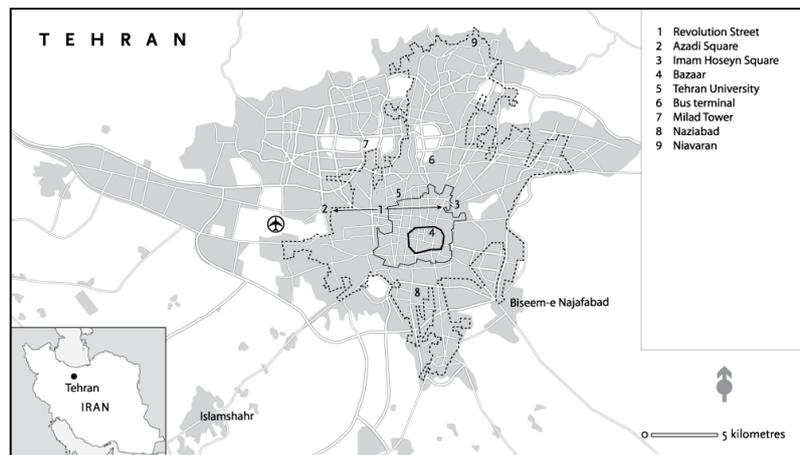 TEHRAN
1 Revolution Street
2 Azadi Square
3 Imam Hoseyn Square
4 Bazaar
5 Tehran University
6 Bus terminal
7 Milad Tower
8 Naziabad
9 Niavaran
9
7
6
5
2
1
3
4
8
Biseem-e Najafabad
Tehran
IRAN
Islamshahr
5 kilometres